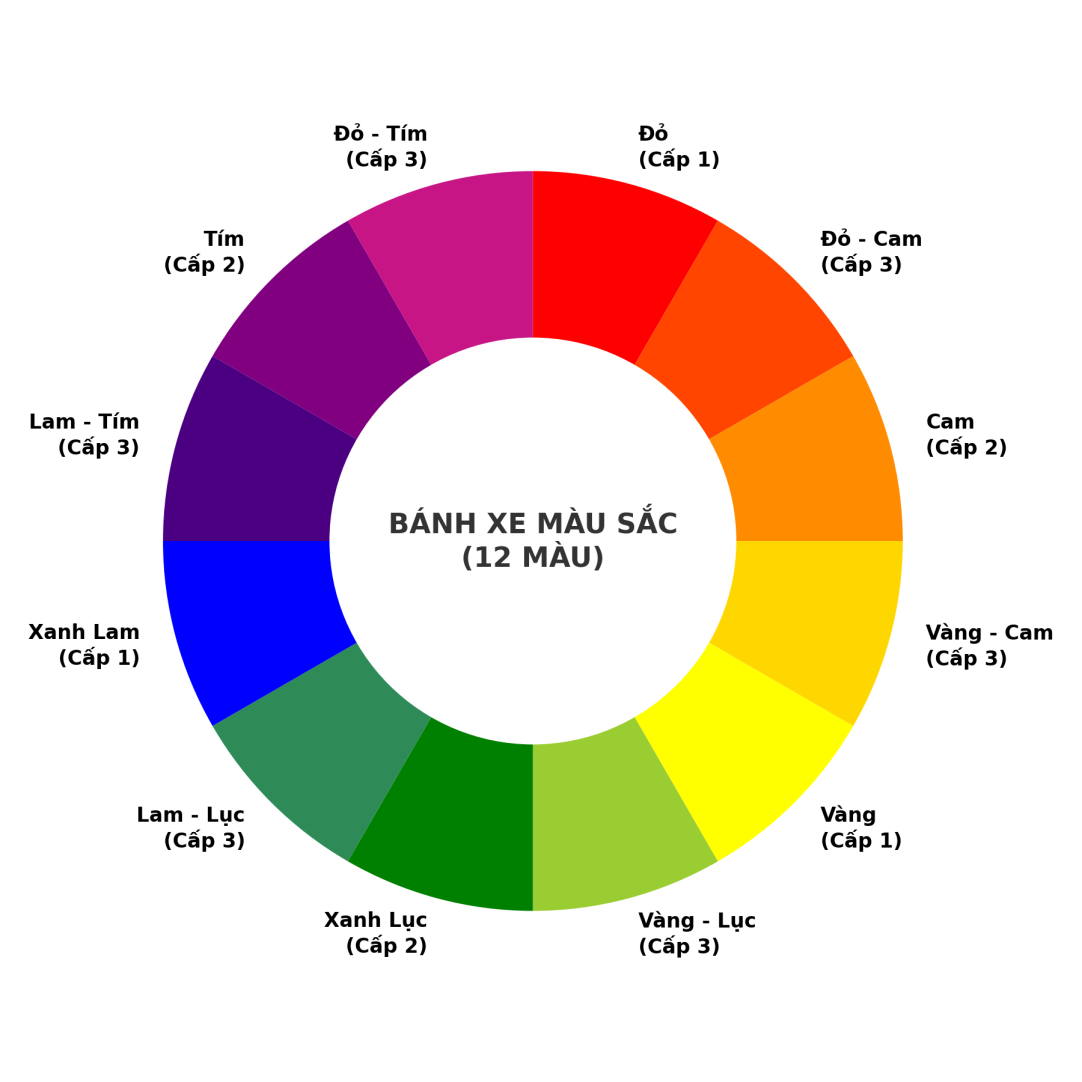 Đỏ - Tím
(Cấp 3)
Đỏ
(Cấp 1)
Tím
(Cấp 2)
Đỏ - Cam
(Cấp 3)
Lam - Tím
(Cấp 3)
Cam
(Cấp 2)
BÁNH XE MÀU SẮC
(12 MÀU)
Xanh Lam
(Cấp 1)
Vàng - Cam
(Cấp 3)
Lam - Lục
(Cấp 3)
Vàng
(Cấp 1)
Xanh Lục
(Cấp 2)
Vàng - Lục
(Cấp 3)